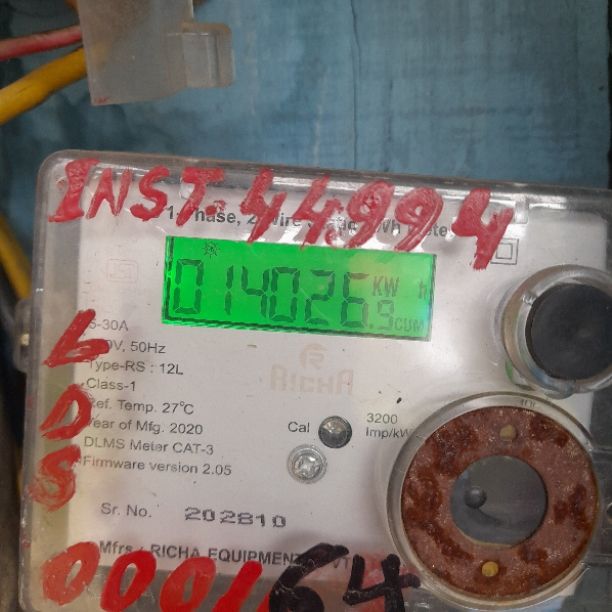 INST. 44994
1-Phase, 2 Wire
014026.9 KW h
CUM
5-30A
50Hz
Type-RS : 12L
Class-1
Ref. Temp. 27°C
Year of Mfg. 2020
DLMS Meter CAT-3
Firmware version 2.05
LDS
R
RICHA
Cal
3200
Imp/kW
Sr. No. 202810
Mfrs : RICHA EQUIPMENT
000164